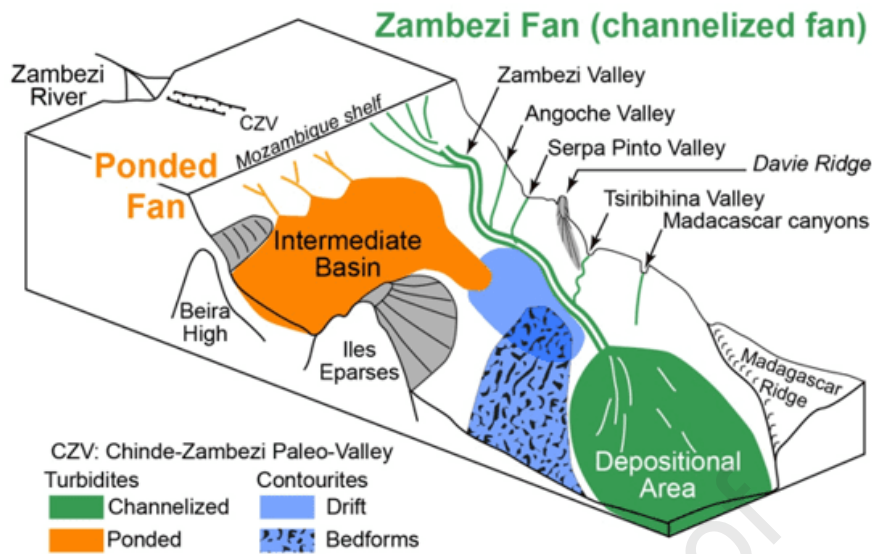 Zambezi Fan (channelized fan)
Zambezi
River
CZV
Mozambique shelf
Zambezi Valley
Angoche Valley
Serpa Pinto Valley
Davie Ridge
Tsiribihina Valley
Madacascar canyons
Ponded
Fan
Intermediate
Basin
Beira
High
Iles
Eparses
Madagascar
Ridge
Depositional
Area
CZV: Chinde-Zambezi Paleo-Valley
Turbidites
Channelized
Ponded
Contourites
Drift
Bedforms
of